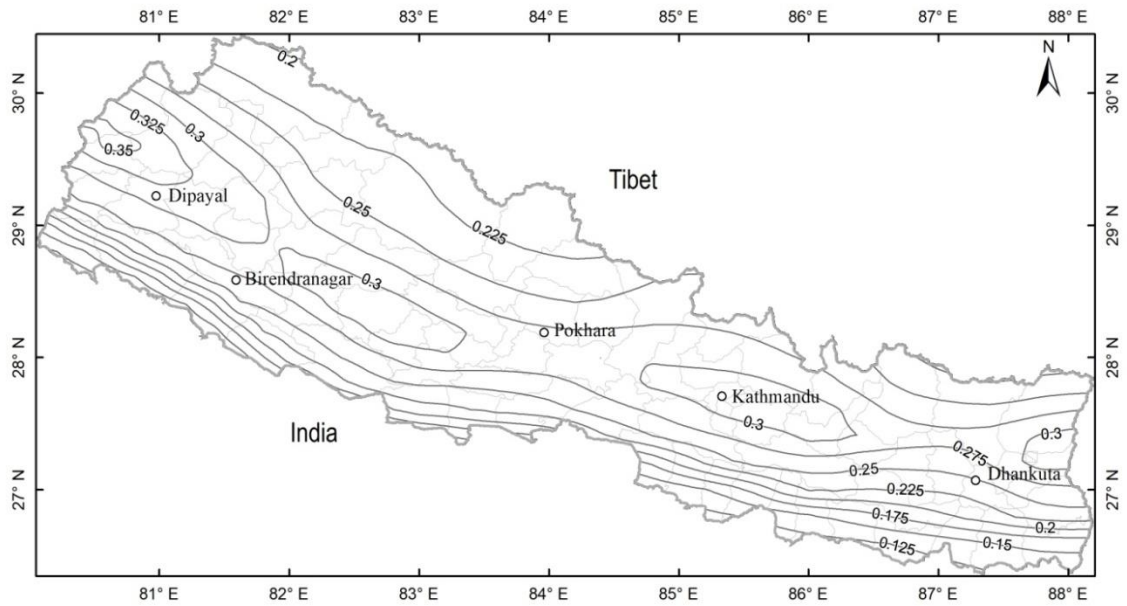 81° E 82° E 83° E 84° E 85° E 86° E 87° E 88° E
N
0.2
30° N 30° N
0.325
0.3
0.35
Tibet
Dipayal
0.25
0.225
29° N 29° N
Birendranagar
0.3
Pokhara
28° N 28° N
Kathmandu
0.3
India
0.3
0.275
0.25
Dhankuta
27° N 27° N
0.225
0.175
0.2
0.125
0.15
81° E 82° E 83° E 84° E 85° E 86° E 87° E 88° E